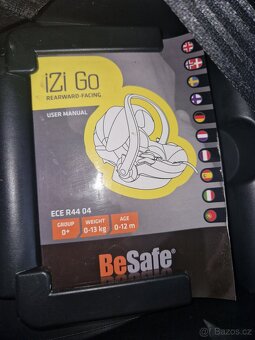 iZi Go
REARWARD-FACING
USER MANUAL
ECE R44 04
GROUP
0+
WEIGHT
0-13 kg
AGE
0-12 m
BeSafe®
Bazoš.cz